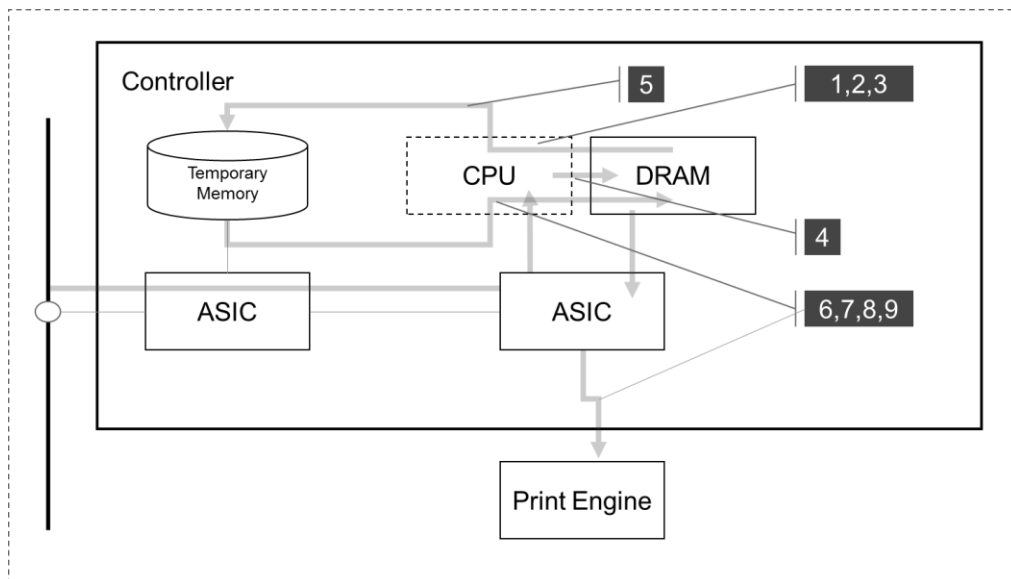 Controller
5
1,2,3
Temporary
Memory
CPU
DRAM
4
ASIC
ASIC
6,7,8,9
Print Engine